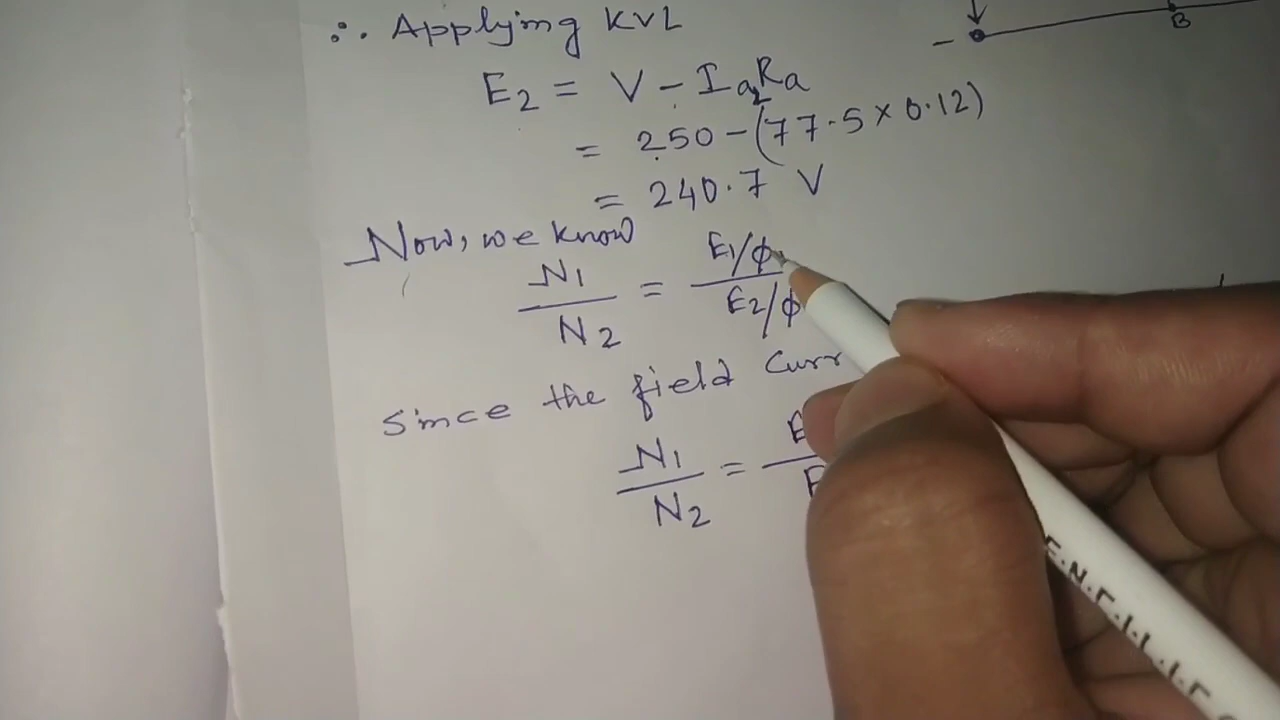 ∴ Applying KVL
B
−
E₂ = V − Ia₂Ra
= 250 − (77.5 × 0.12)
= 240.7 V
Now, we know
N₁/N₂ = (E₁/ϕ)/(E₂/ϕ)
Since the field
N₁/N₂ =